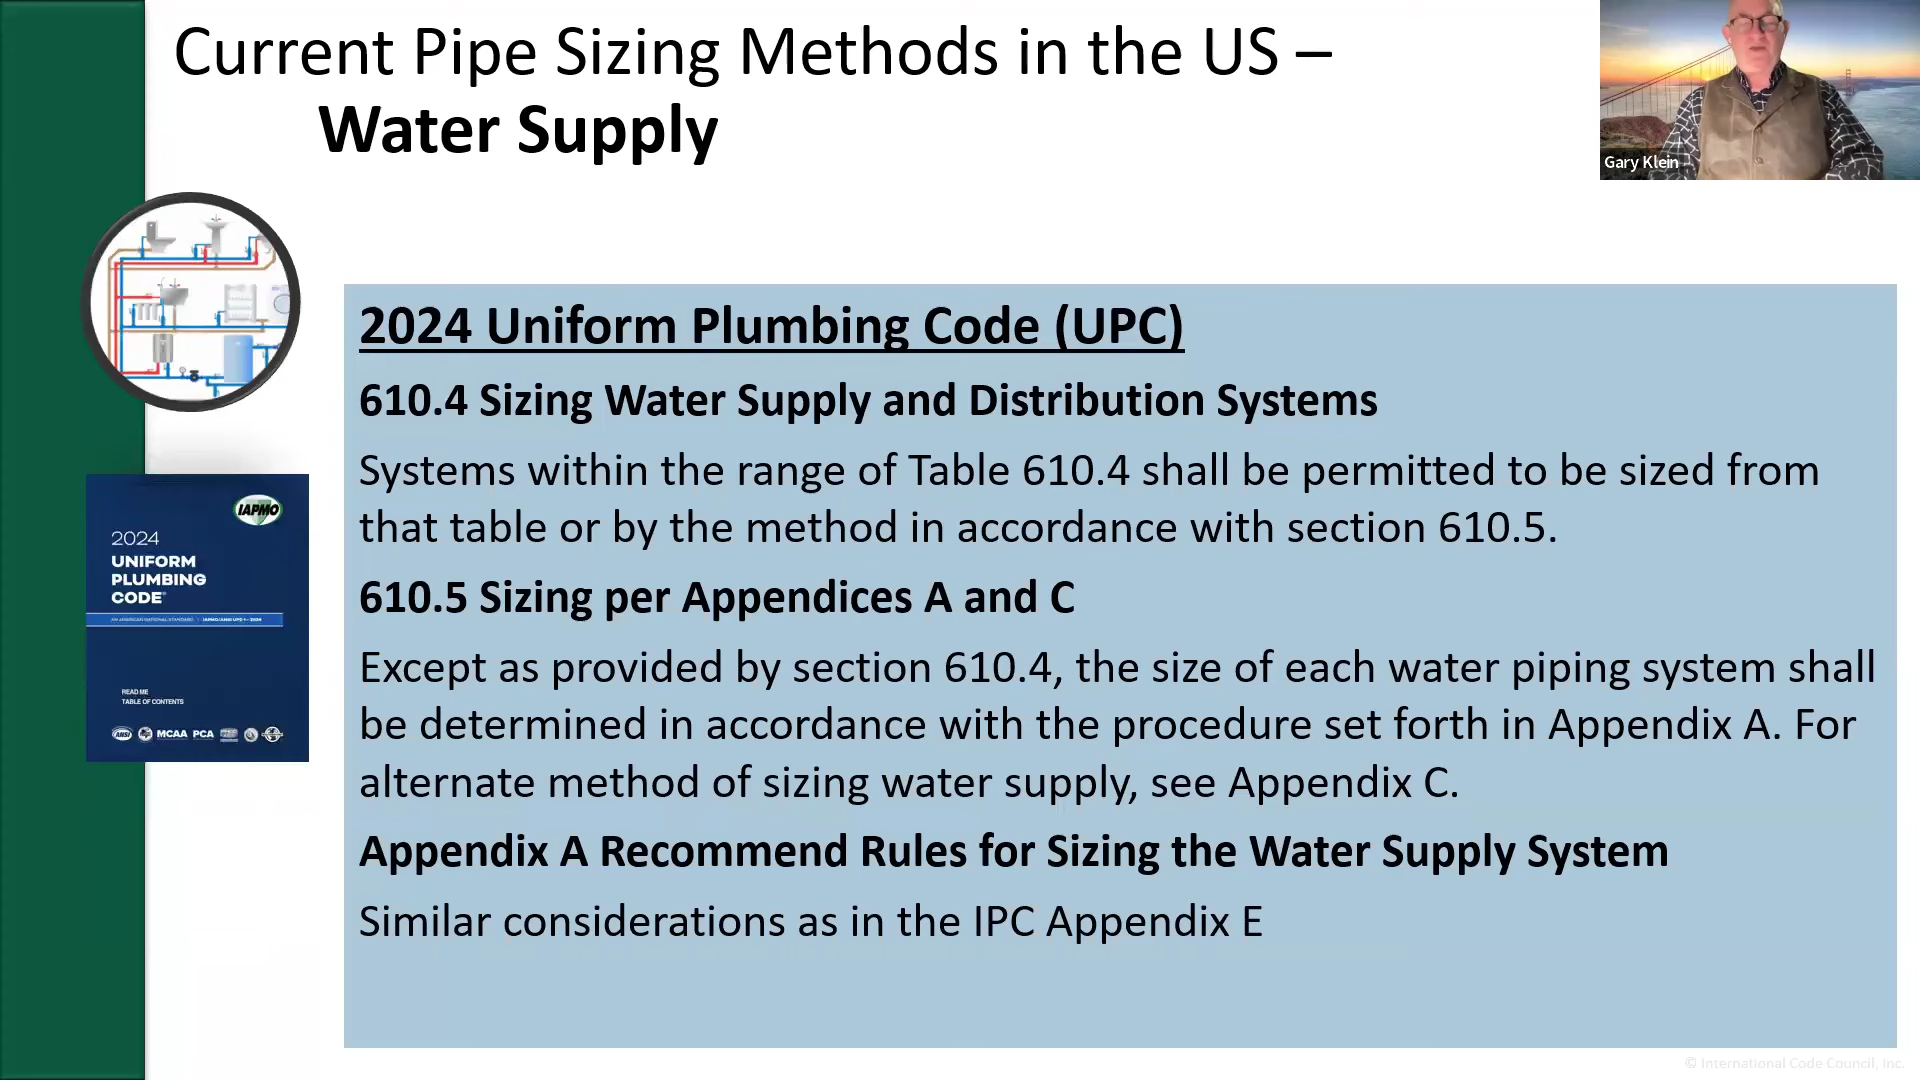 Current Pipe Sizing Methods in the US –
Water Supply
Gary Klein
2024 Uniform Plumbing Code (UPC)
610.4 Sizing Water Supply and Distribution Systems
Systems within the range of Table 610.4 shall be permitted to be sized from
that table or by the method in accordance with section 610.5.
610.5 Sizing per Appendices A and C
Except as provided by section 610.4, the size of each water piping system shall
be determined in accordance with the procedure set forth in Appendix A. For
alternate method of sizing water supply, see Appendix C.
Appendix A Recommend Rules for Sizing the Water Supply System
Similar considerations as in the IPC Appendix E
IAPMO
2024
UNIFORM
PLUMBING
CODE
AN AMERICAN NATIONAL STANDARD | IAPMO/ANSI UPC 1 – 2024
READ ME
TABLE OF CONTENTS
ANSI MCAA PCA
© International Code Council, Inc.